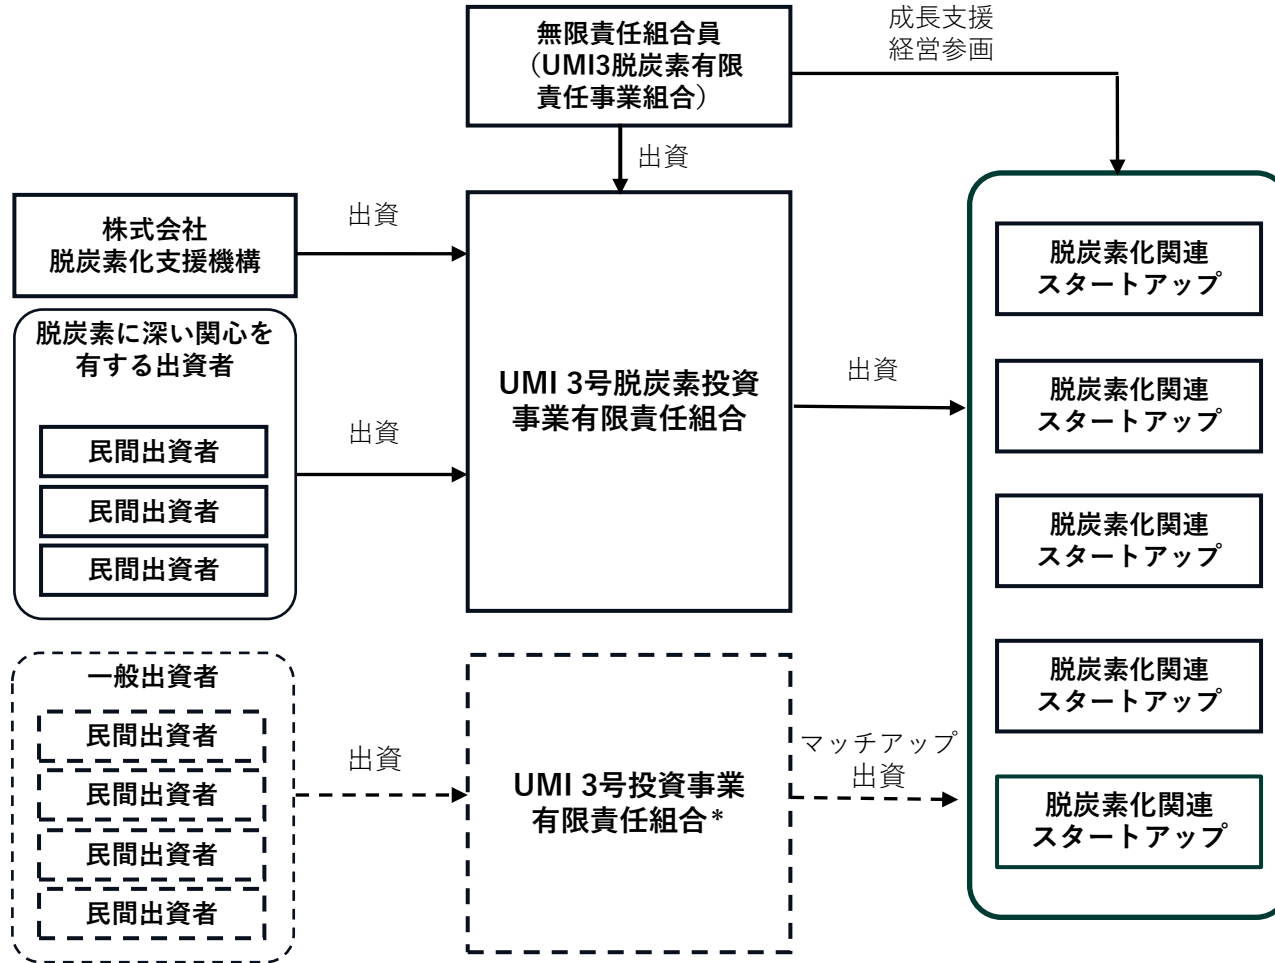 無限責任組合員
（UMI3脱炭素有限
責任事業組合）
成長支援
経営参画
出資
株式会社
脱炭素化支援機構
出資
脱炭素に深い関心を
有する出資者
民間出資者
民間出資者
民間出資者
出資
UMI 3号脱炭素投資
事業有限責任組合
出資
一般出資者
民間出資者
民間出資者
民間出資者
民間出資者
出資
UMI 3号投資事業
有限責任組合*
マッチアップ
出資
脱炭素化関連
スタートアップ
脱炭素化関連
スタートアップ
脱炭素化関連
スタートアップ
脱炭素化関連
スタートアップ
脱炭素化関連
スタートアップ